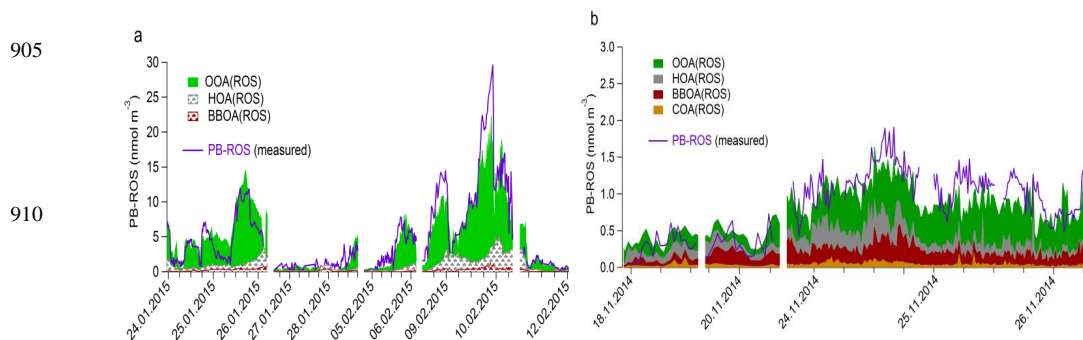 905
910
a
PB-ROS (nmol m⁻³)
30
25
20
15
10
5
0
OOA(ROS)
HOA(ROS)
BBOA(ROS)
PB-ROS (measured)
24.01.2015
25.01.2015
26.01.2015
27.01.2015
28.01.2015
05.02.2015
06.02.2015
09.02.2015
10.02.2015
12.02.2015
b
PB-ROS (nmol m⁻³)
3.0
2.5
2.0
1.5
1.0
0.5
0.0
OOA(ROS)
HOA(ROS)
BBOA(ROS)
COA(ROS)
PB-ROS (measured)
18.11.2014
20.11.2014
24.11.2014
25.11.2014
26.11.2014